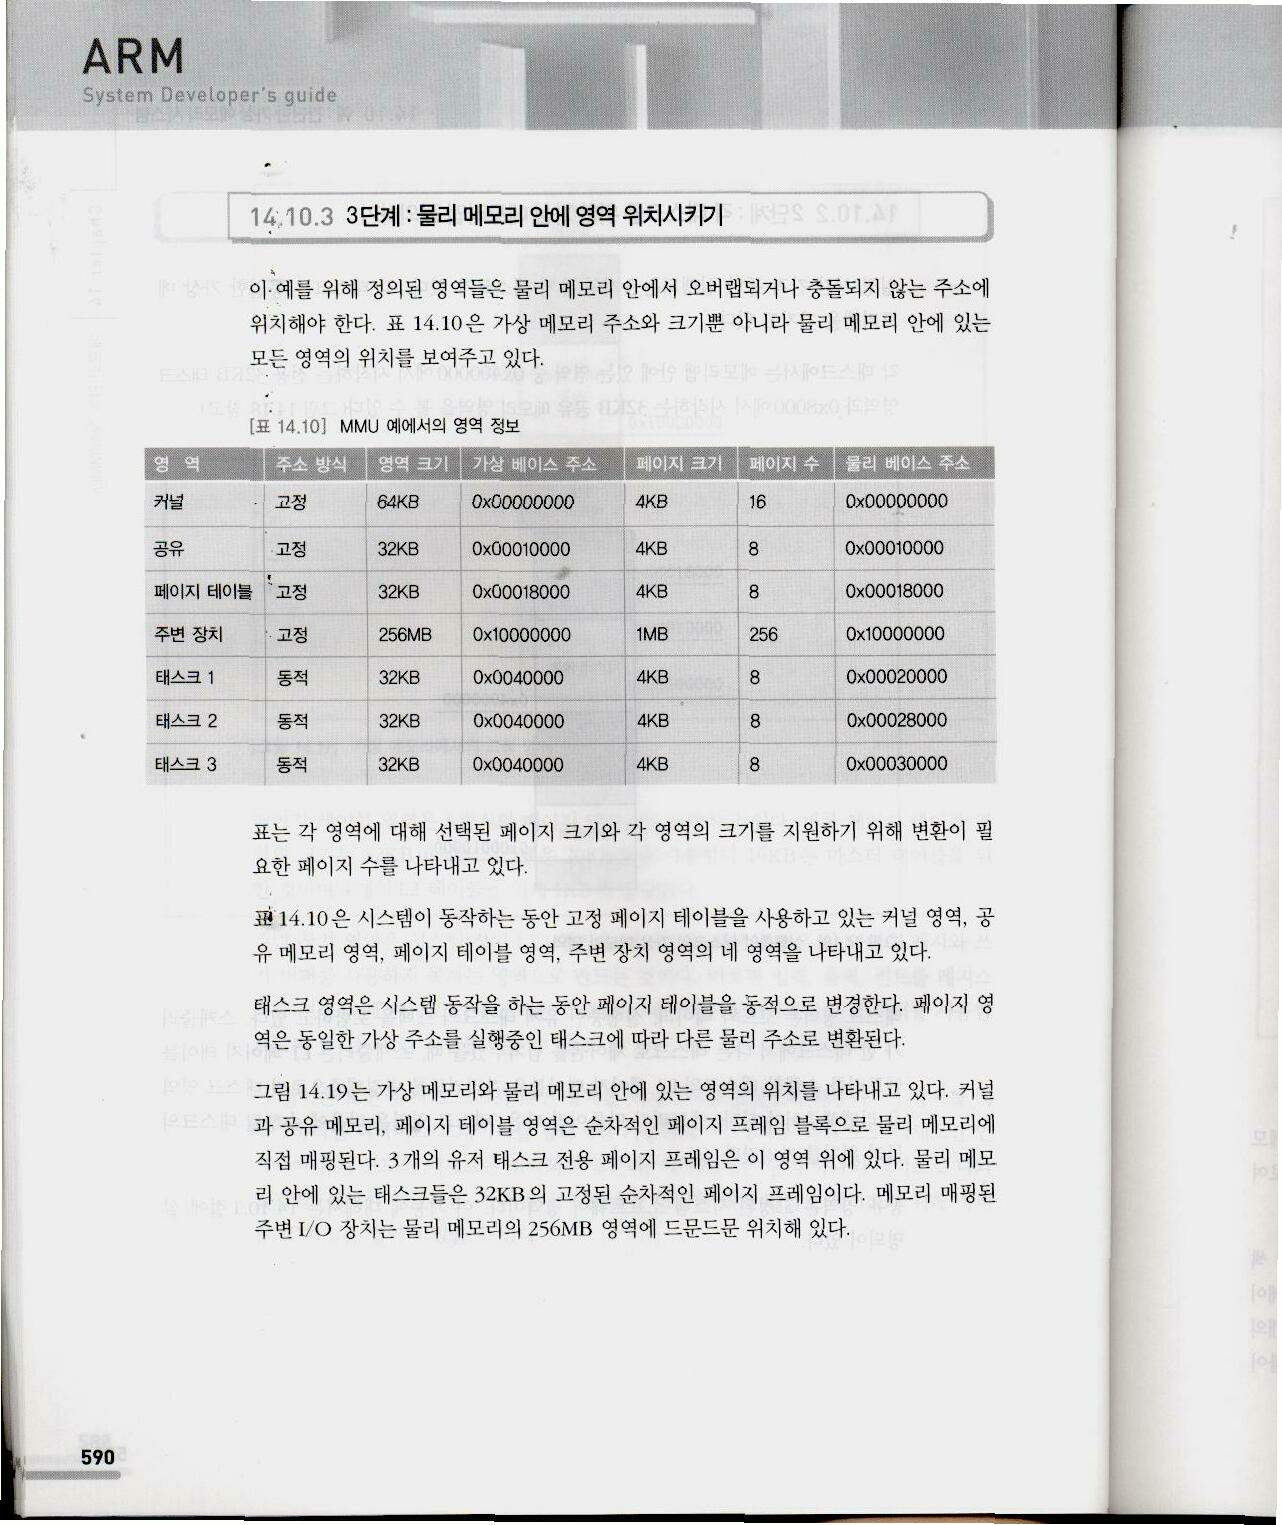 ARM
System Developer's guide
14.10.3 3단계 : 물리 메모리 안에 영역 위치시키기
이 예를 위해 정의된 영역들은 물리 메모리 안에서 오버랩되거나 충돌되지 않는 주소에
위치해야 한다. 표 14.10은 가상 메모리 주소와 크기뿐 아니라 물리 메모리 안에 있는
모든 영역의 위치를 보여주고 있다.
[표 14.10] MMU 예에서의 영역 정보
영 역 주소 방식 영역 크기 가상 베이스 주소 페이지 크기 페이지 수 물리 베이스 주소
커널 고정 64KB 0x00000000 4KB 16 0x00000000
공유 고정 32KB 0x00010000 4KB 8 0x00010000
페이지 테이블 고정 32KB 0x00018000 4KB 8 0x00018000
주변 장치 고정 256MB 0x10000000 1MB 256 0x10000000
태스크 1 동적 32KB 0x0040000 4KB 8 0x00020000
태스크 2 동적 32KB 0x0040000 4KB 8 0x00028000
태스크 3 동적 32KB 0x0040000 4KB 8 0x00030000
표는 각 영역에 대해 선택된 페이지 크기와 각 영역의 크기를 지원하기 위해 변환이 필
요한 페이지 수를 나타내고 있다.
표 14.10은 시스템이 동작하는 동안 고정 페이지 테이블을 사용하고 있는 커널 영역, 공
유 메모리 영역, 페이지 테이블 영역, 주변 장치 영역의 네 영역을 나타내고 있다.
태스크 영역은 시스템 동작을 하는 동안 페이지 테이블을 동적으로 변경한다. 페이지 영
역은 동일한 가상 주소를 실행중인 태스크에 따라 다른 물리 주소로 변환된다.
그림 14.19는 가상 메모리와 물리 메모리 안에 있는 영역의 위치를 나타내고 있다. 커널
과 공유 메모리, 페이지 테이블 영역은 순차적인 페이지 프레임 블록으로 물리 메모리에
직접 매핑된다. 3개의 유저 태스크 전용 페이지 프레임은 이 영역 위에 있다. 물리 메모
리 안에 있는 태스크들은 32KB의 고정된 순차적인 페이지 프레임이다. 메모리 매핑된
주변 I/O 장치는 물리 메모리의 256MB 영역에 드문드문 위치해 있다.
590